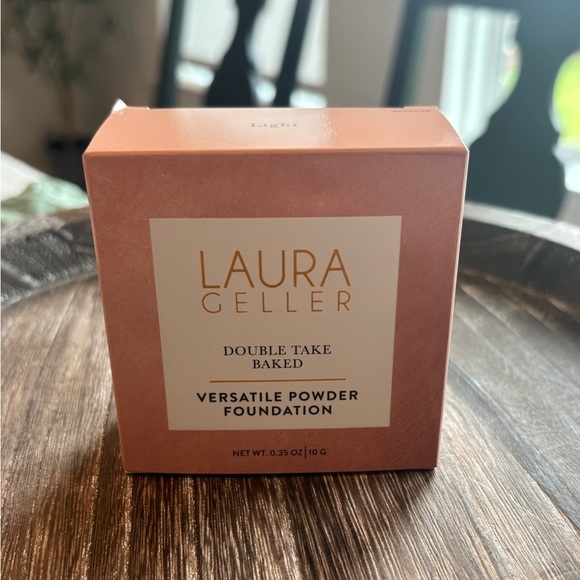 Light
LAURA
GELLER
DOUBLE TAKE
BAKED
VERSATILE POWDER
FOUNDATION
NET WT. 0.35 OZ | 10 G